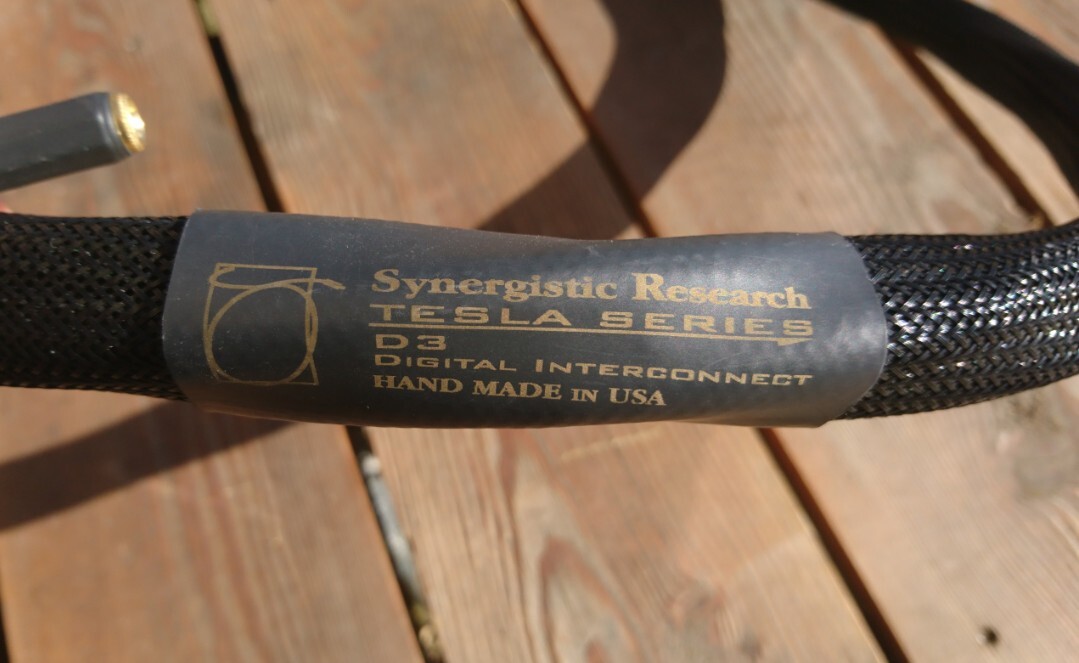 Synergistic Research
TESLA SERIES
D3
DIGITAL INTERCONNECT
HAND MADE IN USA